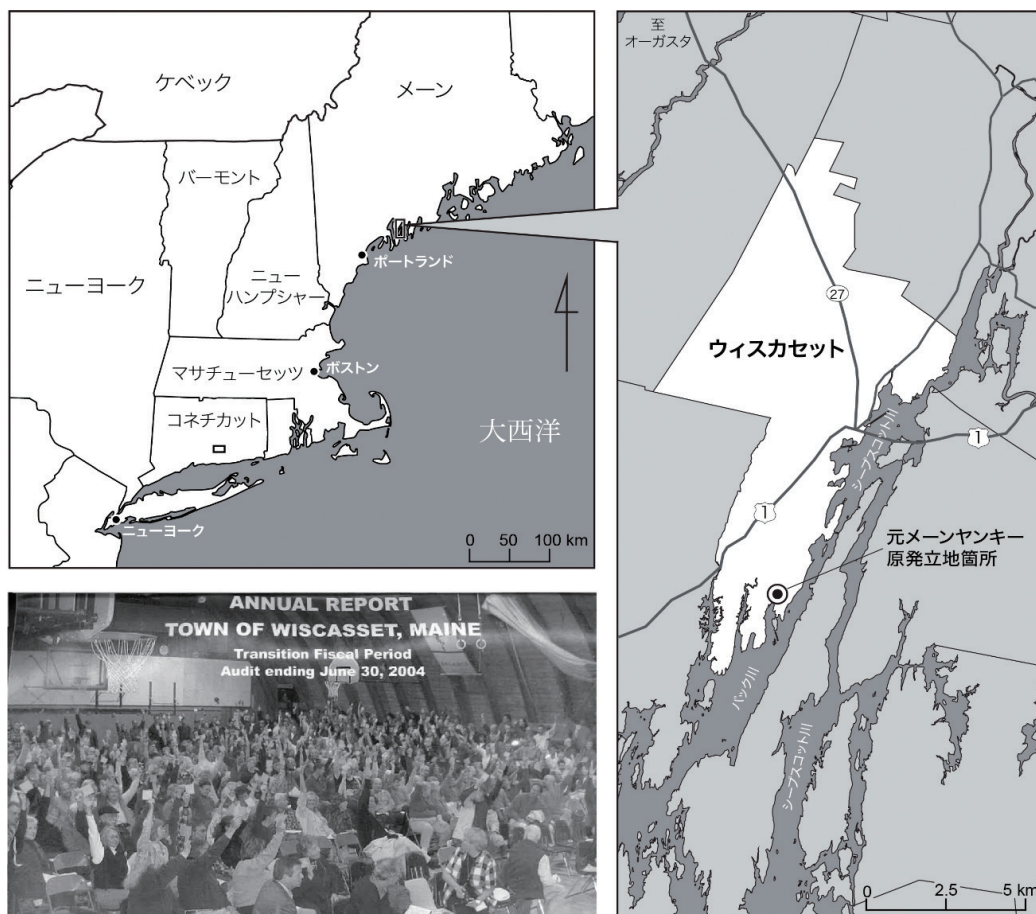 ケベック
メーン
バーモント
ニューヨーク
ニュー
ハンプシャー
ポートランド
マサチューセッツ
ボストン
コネチカット
大西洋
ニューヨーク
0 50 100 km
ANNUAL REPORT
TOWN OF WISCASSET, MAINE
Transition Fiscal Period
Audit ending June 30, 2004
至
オーガスタ
27
ウィスカセット
シープスコット川
1
1
元メーンヤンキー
原発立地箇所
バック川
シープスコット川
0 2.5 5 km